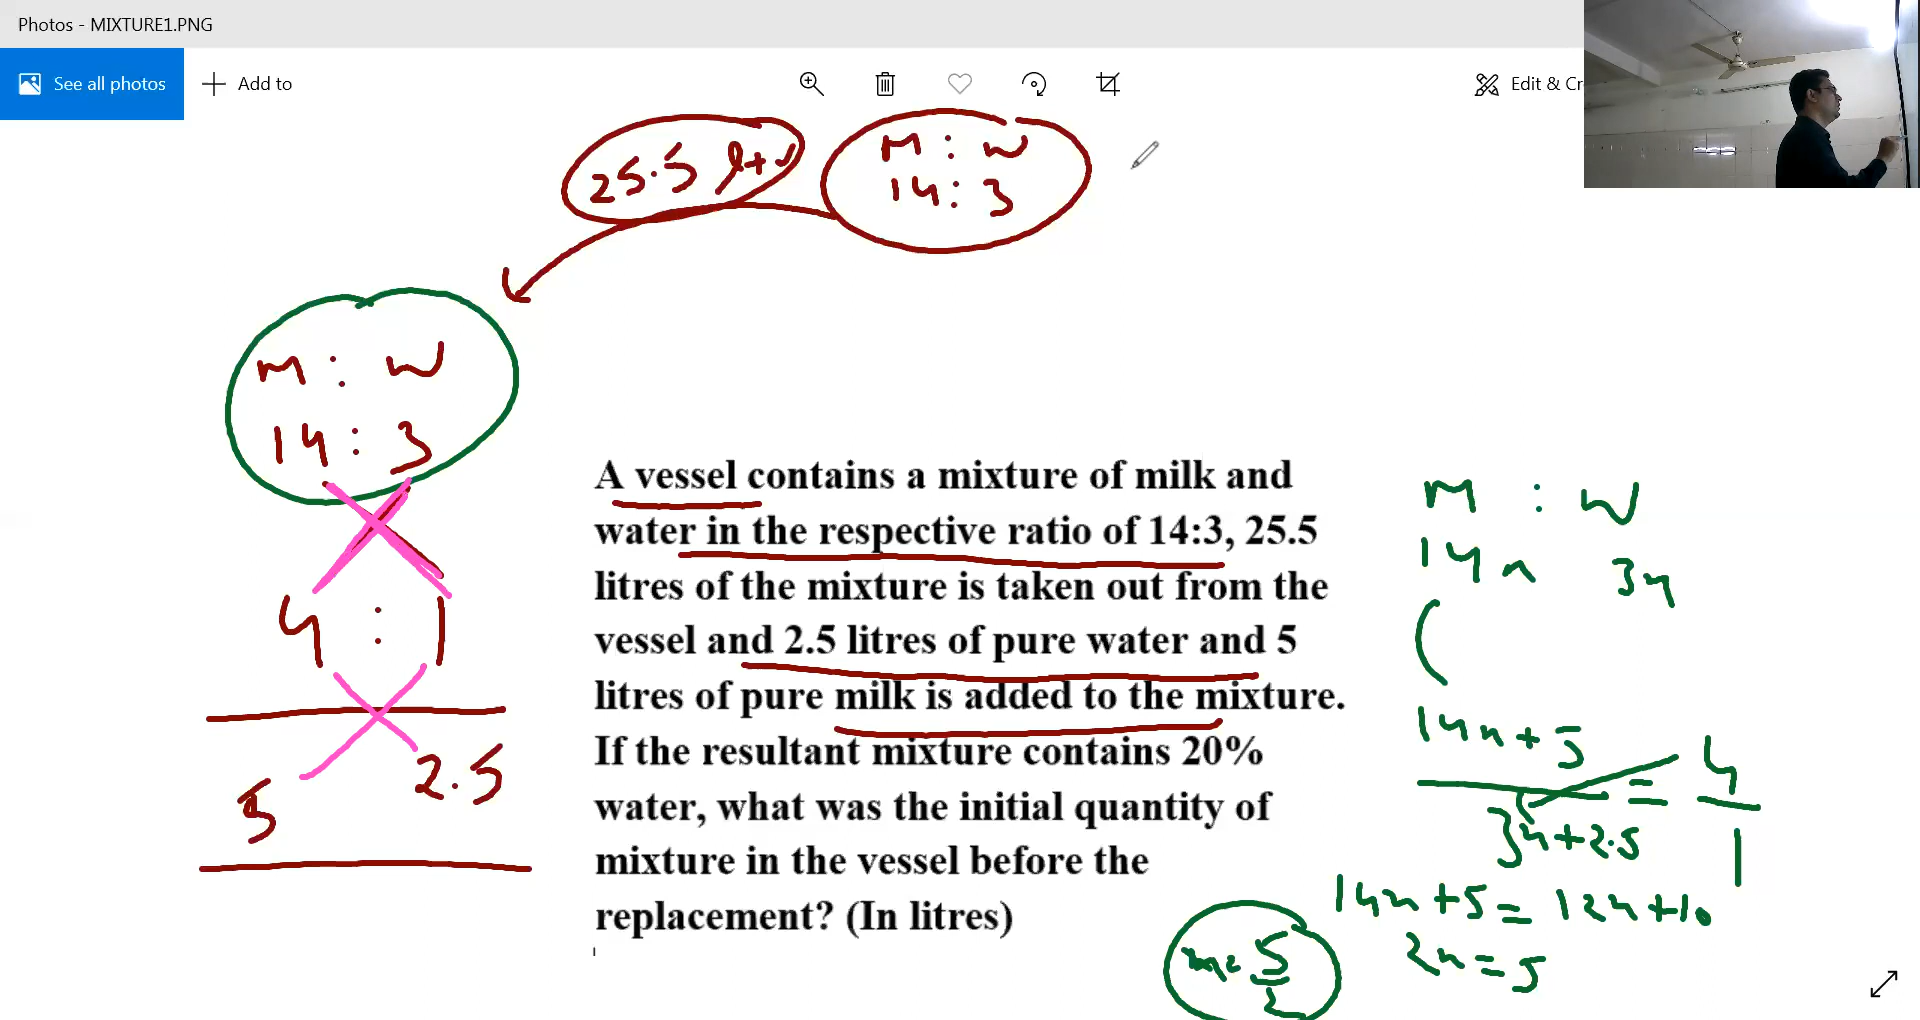 Photos - MIXTURE1.PNG
See all photos
Add to
Edit & Cr
25.5 ltr
M : W
14 : 3
M : W
14 : 3
4 : 1
5 2.5
A vessel contains a mixture of milk and
water in the respective ratio of 14:3, 25.5
litres of the mixture is taken out from the
vessel and 2.5 litres of pure water and 5
litres of pure milk is added to the mixture.
If the resultant mixture contains 20%
water, what was the initial quantity of
mixture in the vessel before the
replacement? (In litres)
M : W
14x 3x
14x + 5
= 4
3x + 2.5 1
14x + 5 = 12x + 10
2x = 5
x = 5
2